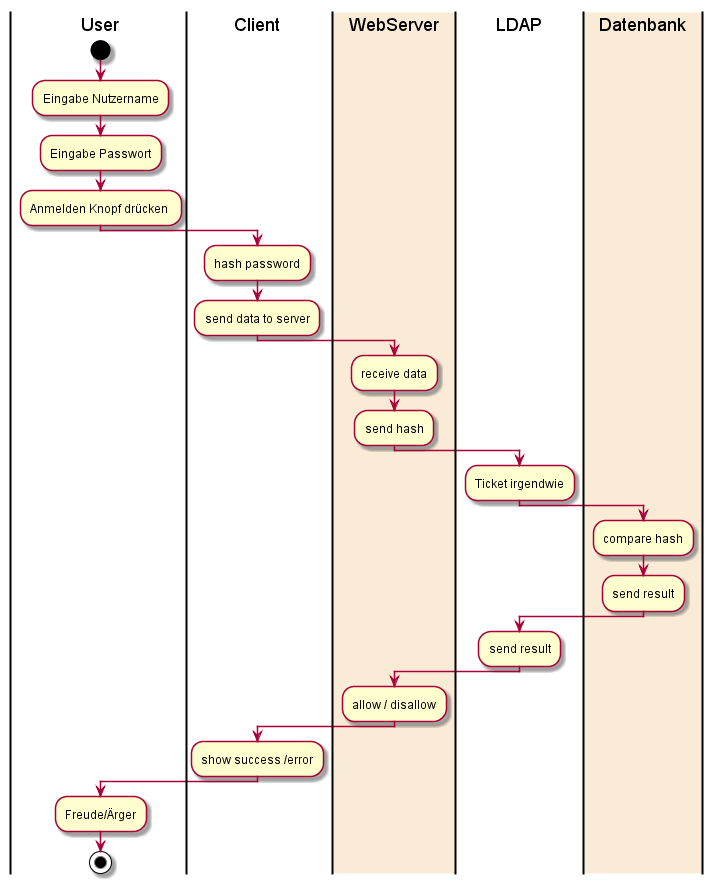 User
Client
WebServer
LDAP
Datenbank
Eingabe Nutzername
Eingabe Passwort
Anmelden Knopf drücken
hash password
send data to server
receive data
send hash
Ticket irgendwie
compare hash
send result
send result
allow / disallow
show success /error
Freude/Ärger